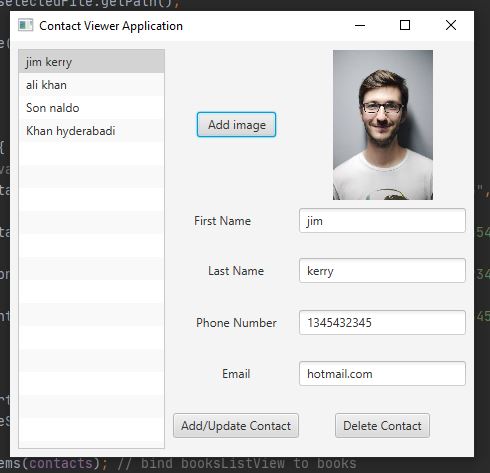 selectedFile.getPath();
Contact Viewer Application
jim kerry
ali khan
Son naldo
Khan hyderabadi
Add image
First Name
jim
Last Name
kerry
Phone Number
1345432345
Email
hotmail.com
Add/Update Contact
Delete Contact
ems(contacts); // bind booksListView to books